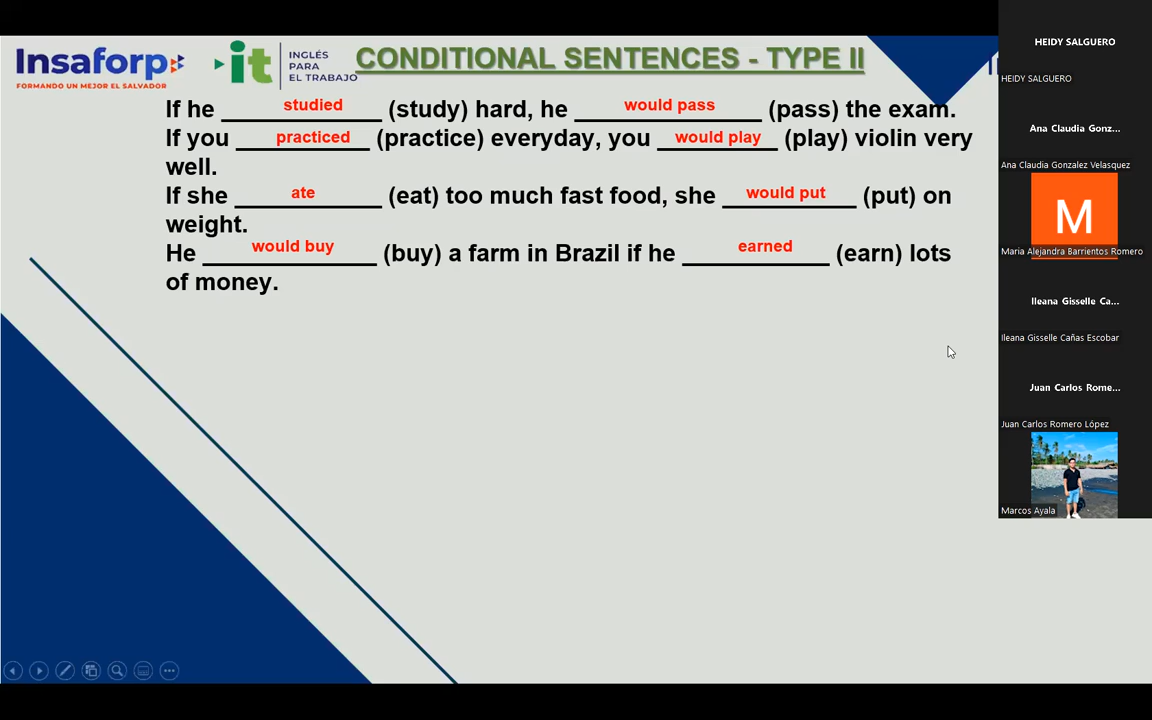 Insaforp
FORMANDO UN MEJOR EL SALVADOR
it
INGLÉS
PARA
EL TRABAJO
CONDITIONAL SENTENCES - TYPE II
If he studied (study) hard, he would pass (pass) the exam.
If you practiced (practice) everyday, you would play (play) violin very
well.
If she ate (eat) too much fast food, she would put (put) on
weight.
He would buy (buy) a farm in Brazil if he earned (earn) lots
of money.
HEIDY SALGUERO
HEIDY SALGUERO
Ana Claudia Gonz...
Ana Claudia Gonzalez Velasquez
M
Maria Alejandra Barrientos Romero
Ileana Gisselle Ca...
Ileana Gisselle Cañas Escobar
Juan Carlos Rome...
Juan Carlos Romero López
Marcos Ayala